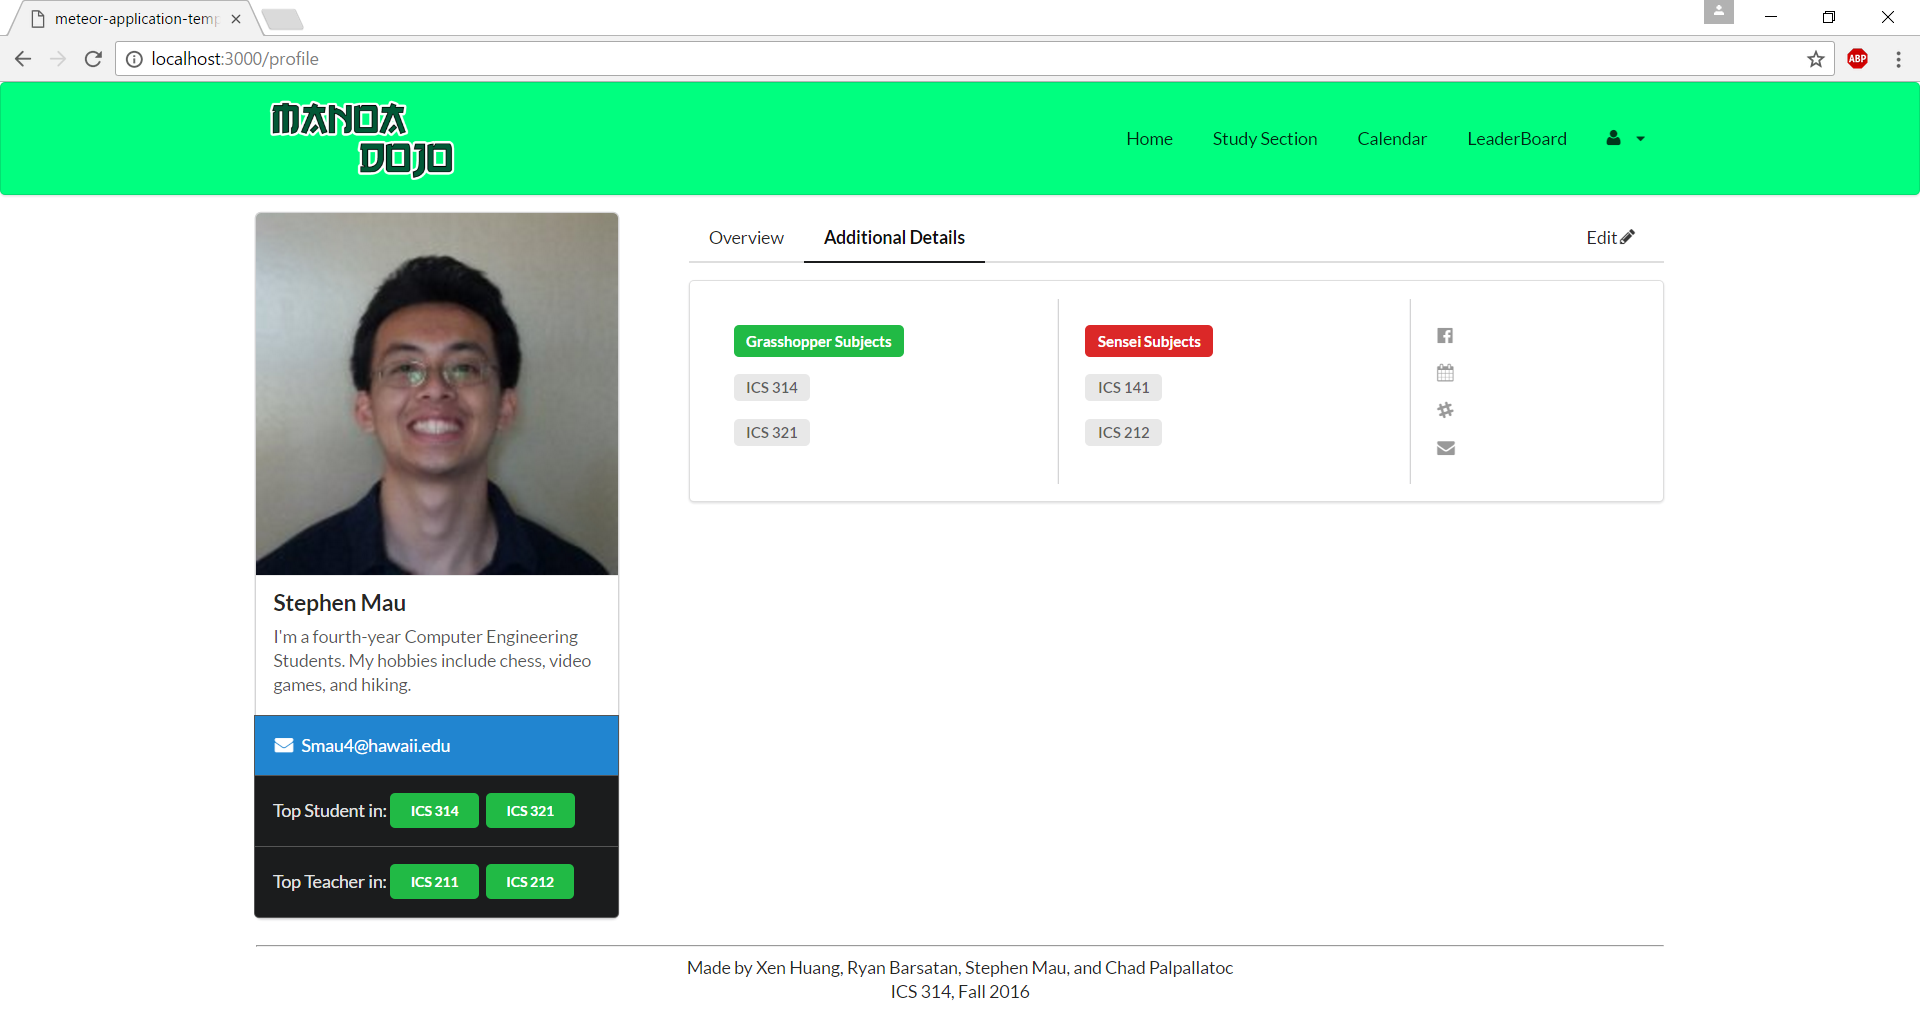 meteor-application-temp
localhost:3000/profile
ABP
MANOA
DOJO
Home Study Section Calendar LeaderBoard
Overview Additional Details Edit
Grasshopper Subjects
ICS 314
ICS 321
Sensei Subjects
ICS 141
ICS 212
Stephen Mau
I'm a fourth-year Computer Engineering
Students. My hobbies include chess, video
games, and hiking.
Smau4@hawaii.edu
Top Student in: ICS 314 ICS 321
Top Teacher in: ICS 211 ICS 212
Made by Xen Huang, Ryan Barsatan, Stephen Mau, and Chad Palpallatoc
ICS 314, Fall 2016